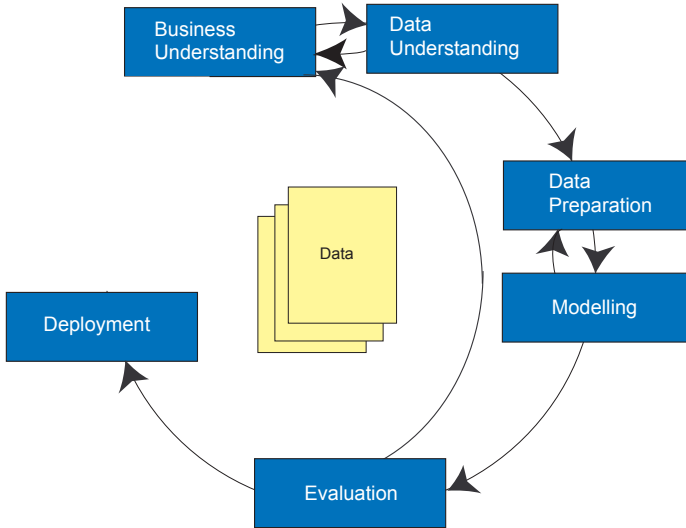 Business
Understanding
Data
Understanding
Data
Preparation
Data
Modelling
Deployment
Evaluation